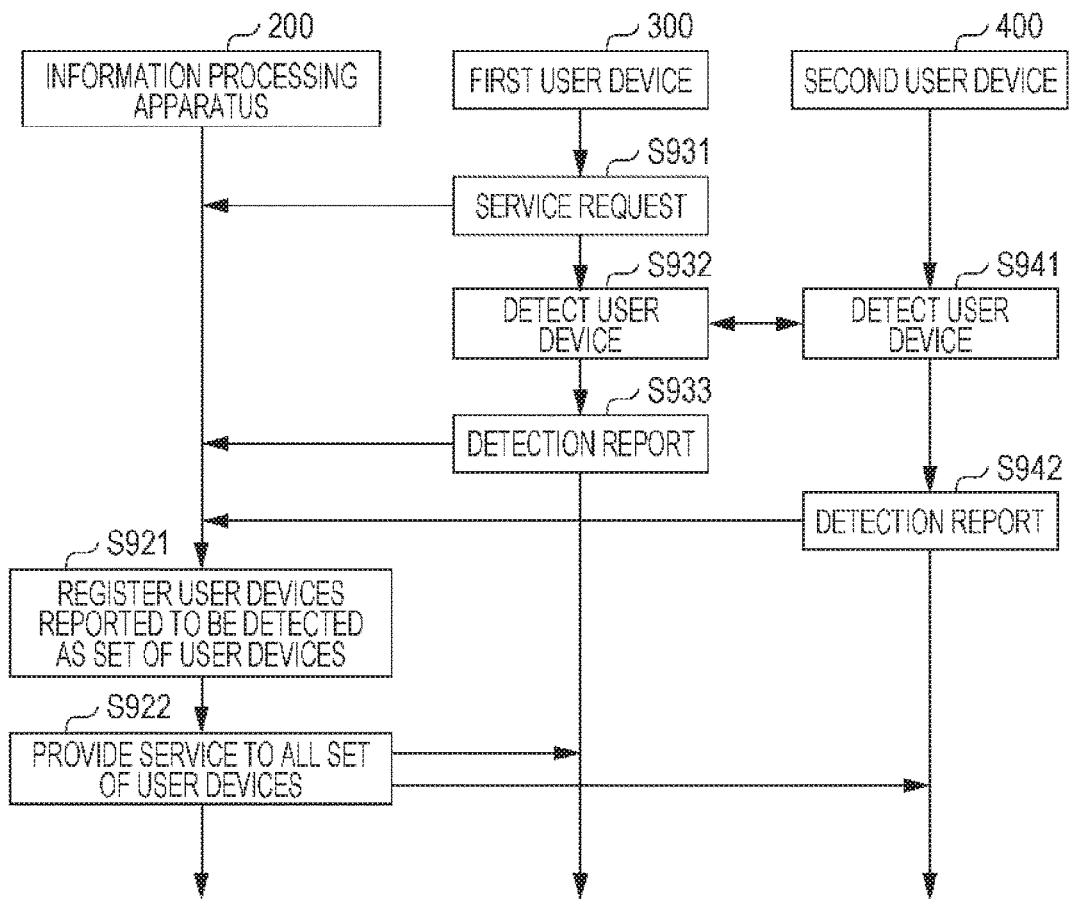 200
300
400
INFORMATION PROCESSING
APPARATUS
FIRST USER DEVICE
SECOND USER DEVICE
S931
SERVICE REQUEST
S932
S941
DETECT USER
DEVICE
DETECT USER
DEVICE
S933
DETECTION REPORT
S942
DETECTION REPORT
S921
REGISTER USER DEVICES
REPORTED TO BE DETECTED
AS SET OF USER DEVICES
S922
PROVIDE SERVICE TO ALL SET
OF USER DEVICES